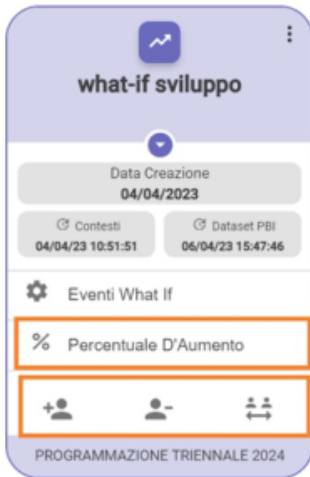 what-if sviluppo
Data Creazione
04/04/2023
Contesti
04/04/23 10:51:51
Dataset PBI
06/04/23 15:47:46
Eventi What If
% Percentuale D'Aumento
PROGRAMMAZIONE TRIENNALE 2024